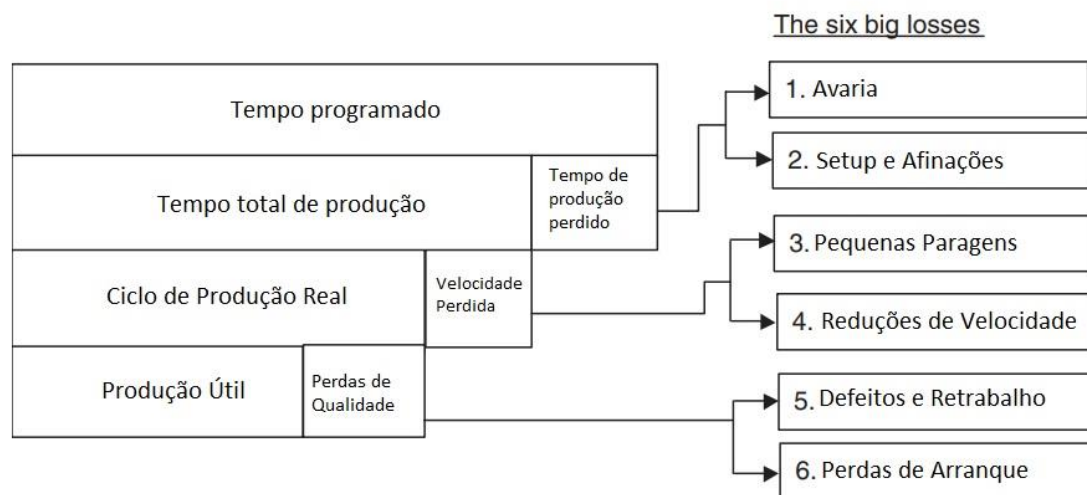 The six big losses
Tempo programado
1. Avaria
2. Setup e Afinações
Tempo total de produção
Tempo de
produção
perdido
3. Pequenas Paragens
Ciclo de Produção Real
Velocidade
Perdida
4. Reduções de Velocidade
Produção Útil
Perdas de
Qualidade
5. Defeitos e Retrabalho
6. Perdas de Arranque